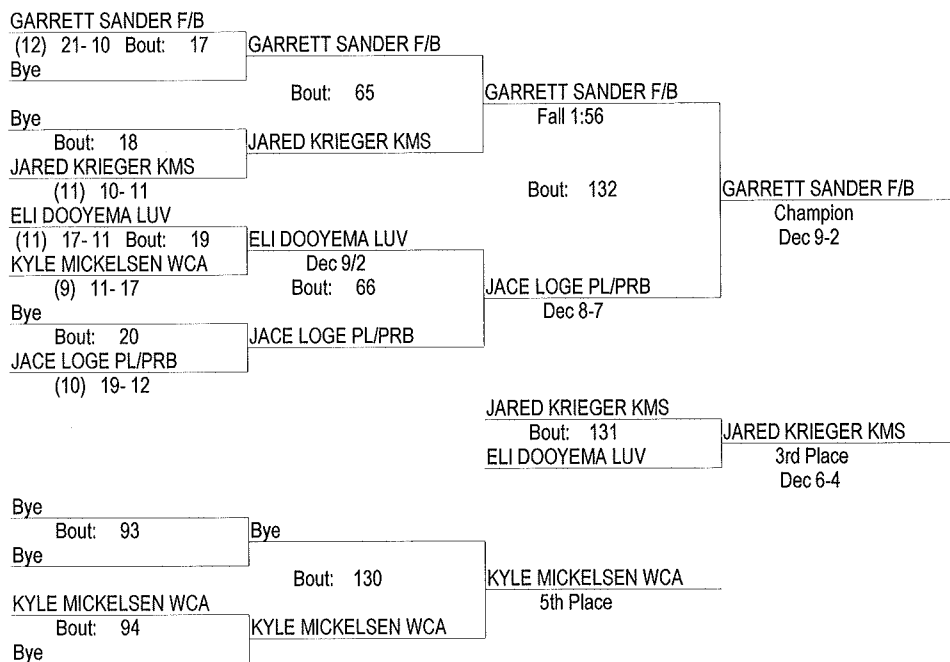 GARRETT SANDER F/B
(12) 21- 10 Bout: 17
Bye
GARRETT SANDER F/B
Bout: 65
Bye
Bout: 18
JARED KRIEGER KMS
(11) 10- 11
JARED KRIEGER KMS
GARRETT SANDER F/B
Fall 1:56
Bout: 132
ELI DOOYEMA LUV
(11) 17- 11 Bout: 19
KYLE MICKELSEN WCA
(9) 11- 17
ELI DOOYEMA LUV
Dec 9/2
Bout: 66
Bye
Bout: 20
JACE LOGE PL/PRB
(10) 19- 12
JACE LOGE PL/PRB
JACE LOGE PL/PRB
Dec 8-7
GARRETT SANDER F/B
Champion
Dec 9-2
JARED KRIEGER KMS
Bout: 131
ELI DOOYEMA LUV
JARED KRIEGER KMS
3rd Place
Dec 6-4
Bye
Bout: 93
Bye
Bye
Bout: 130
KYLE MICKELSEN WCA
Bout: 94
Bye
KYLE MICKELSEN WCA
KYLE MICKELSEN WCA
5th Place